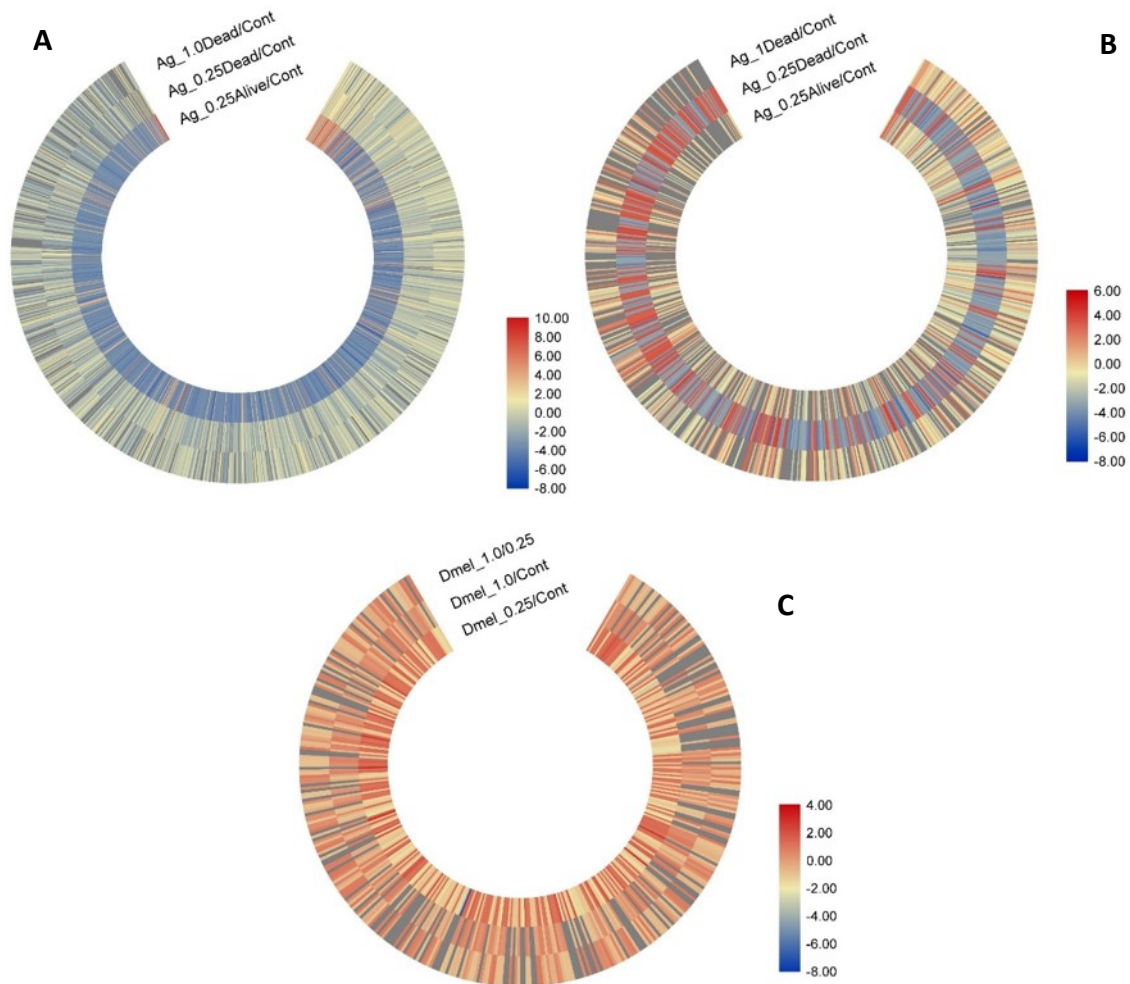 A
Ag_1.0Dead/Cont
Ag_0.25Dead/Cont
Ag_0.25Alive/Cont
10.00
8.00
6.00
4.00
2.00
0.00
-2.00
-4.00
-6.00
-8.00
B
Ag_1Dead/Cont
Ag_0.25Dead/Cont
Ag_0.25Alive/Cont
6.00
4.00
2.00
0.00
-2.00
-4.00
-6.00
-8.00
Dmel_1.0/0.25
Dmel_1.0/Cont
Dmel_0.25/Cont
C
4.00
2.00
0.00
-2.00
-4.00
-6.00
-8.00